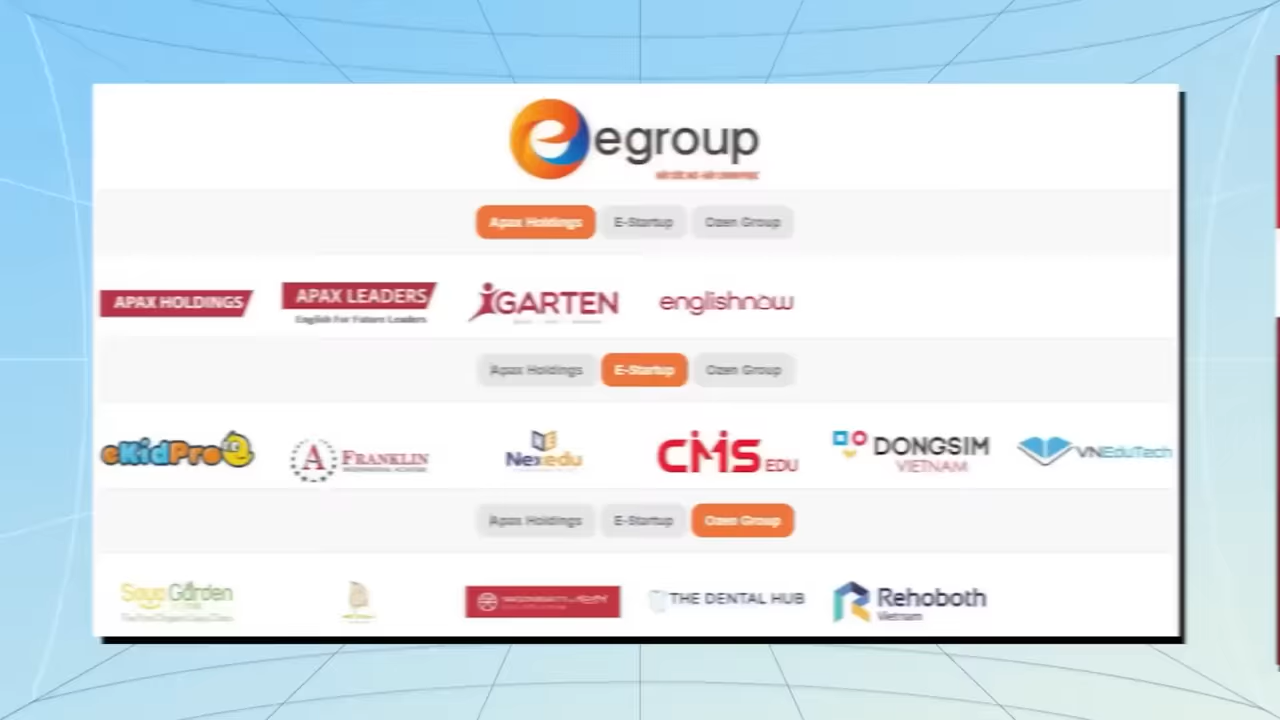 egroup
Apax Holdings E-Startup Ozen Group
APAX HOLDINGS APAX LEADERS iGARTEN englishnow
English For Future Leaders
Apax Holdings E-Startup Ozen Group
eKidPro FRANKLIN Nexedu CMS EDU DONGSIM VIETNAM VNEduTech
Apax Holdings E-Startup Ozen Group
Soya Garden THE DENTAL HUB Rehoboth
Vietnam